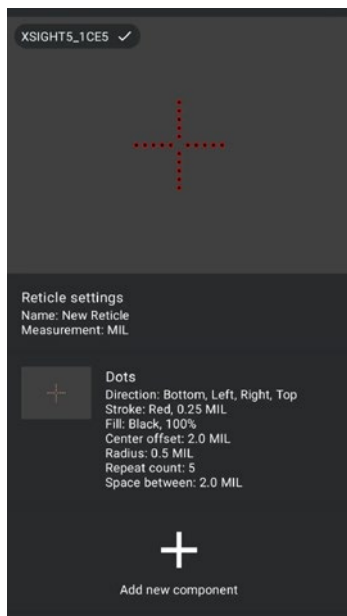 XSIGHT5_1CE5
Reticle settings
Name: New Reticle
Measurement: MIL
Dots
Direction: Bottom, Left, Right, Top
Stroke: Red, 0.25 MIL
Fill: Black, 100%
Center offset: 2.0 MIL
Radius: 0.5 MIL
Repeat count: 5
Space between: 2.0 MIL
Add new component